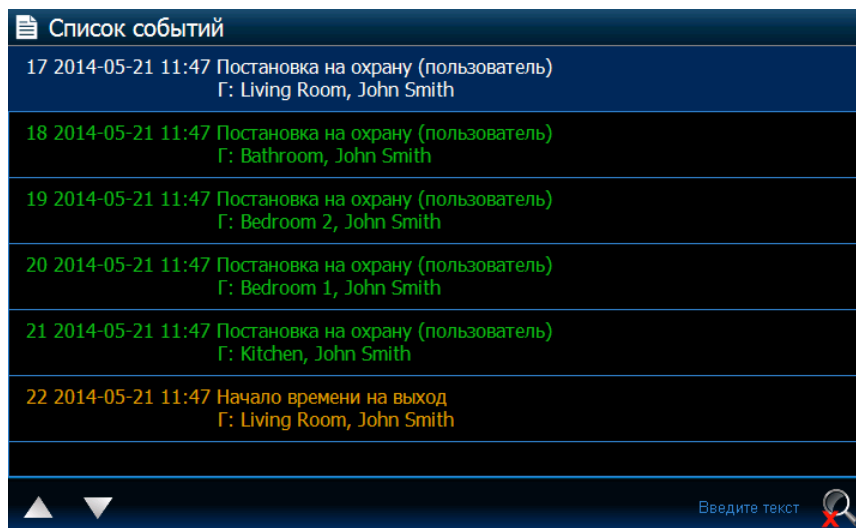 Список событий
17 2014-05-21 11:47 Постановка на охрану (пользователь)
Г: Living Room, John Smith
18 2014-05-21 11:47 Постановка на охрану (пользователь)
Г: Bathroom, John Smith
19 2014-05-21 11:47 Постановка на охрану (пользователь)
Г: Bedroom 2, John Smith
20 2014-05-21 11:47 Постановка на охрану (пользователь)
Г: Bedroom 1, John Smith
21 2014-05-21 11:47 Постановка на охрану (пользователь)
Г: Kitchen, John Smith
22 2014-05-21 11:47 Начало времени на выход
Г: Living Room, John Smith
Введите текст